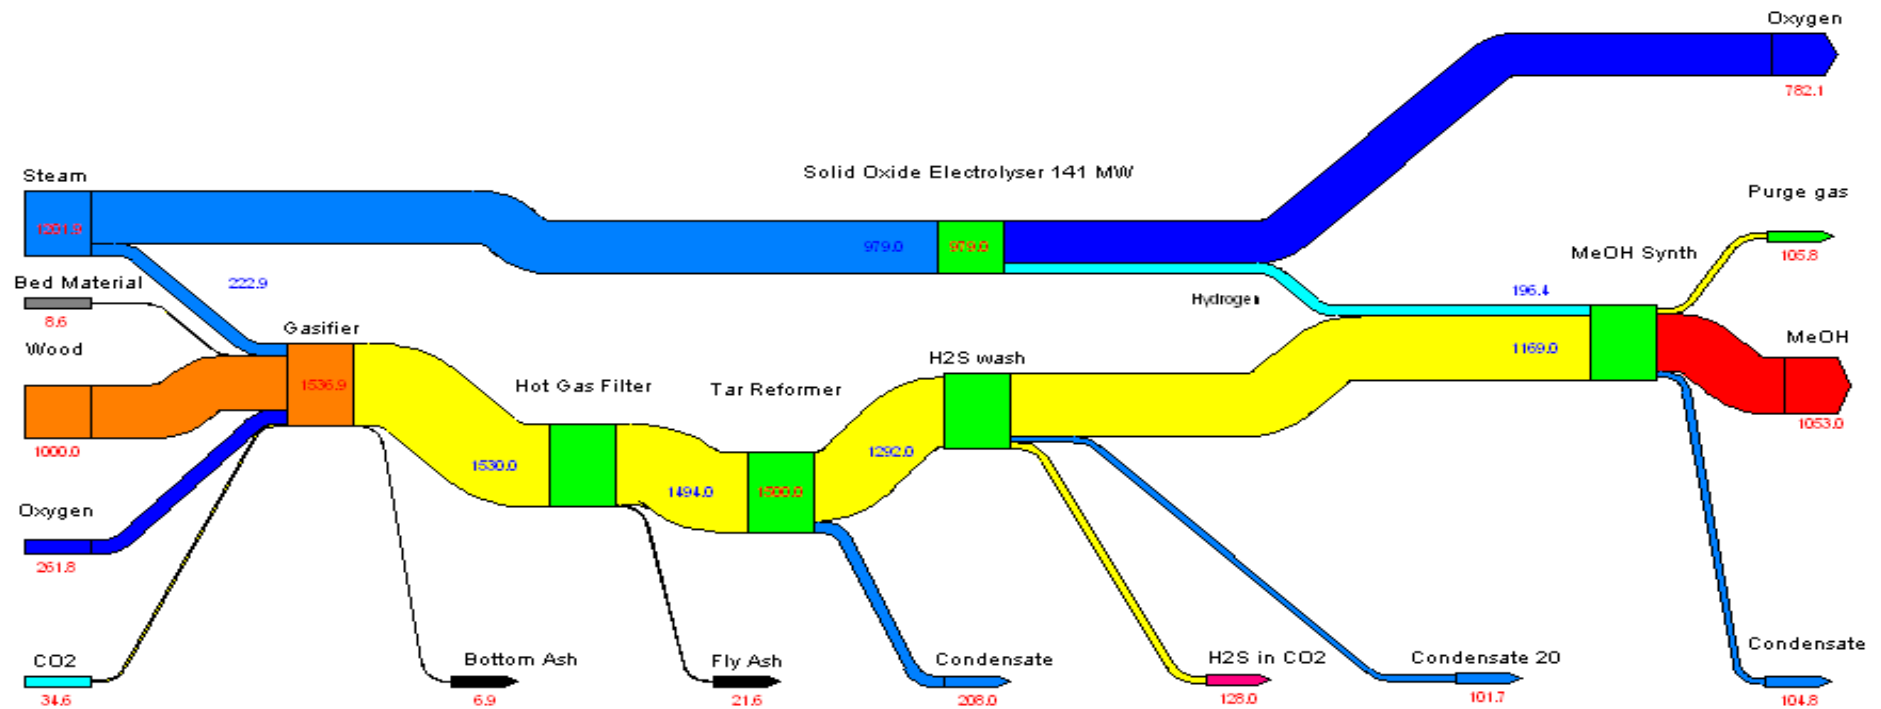 Oxygen
782.1
Steam
Solid Oxide Electrolyser 141 MW
Purge gas
1201.9
979.0
979.0
105.8
MeOH Synth
222.9
Bed Material
8.6
Hydrogen
196.4
Gasifier
MeOH
Wood
1169.0
H2S wash
1536.9
Hot Gas Filter
Tar Reformer
1053.0
1000.0
1530.0
1494.0
1292.0
Oxygen
261.8
CO2
34.6
Bottom Ash
6.9
Fly Ash
21.6
Condensate
208.0
H2S in CO2
128.0
Condensate 20
101.7
Condensate
104.8